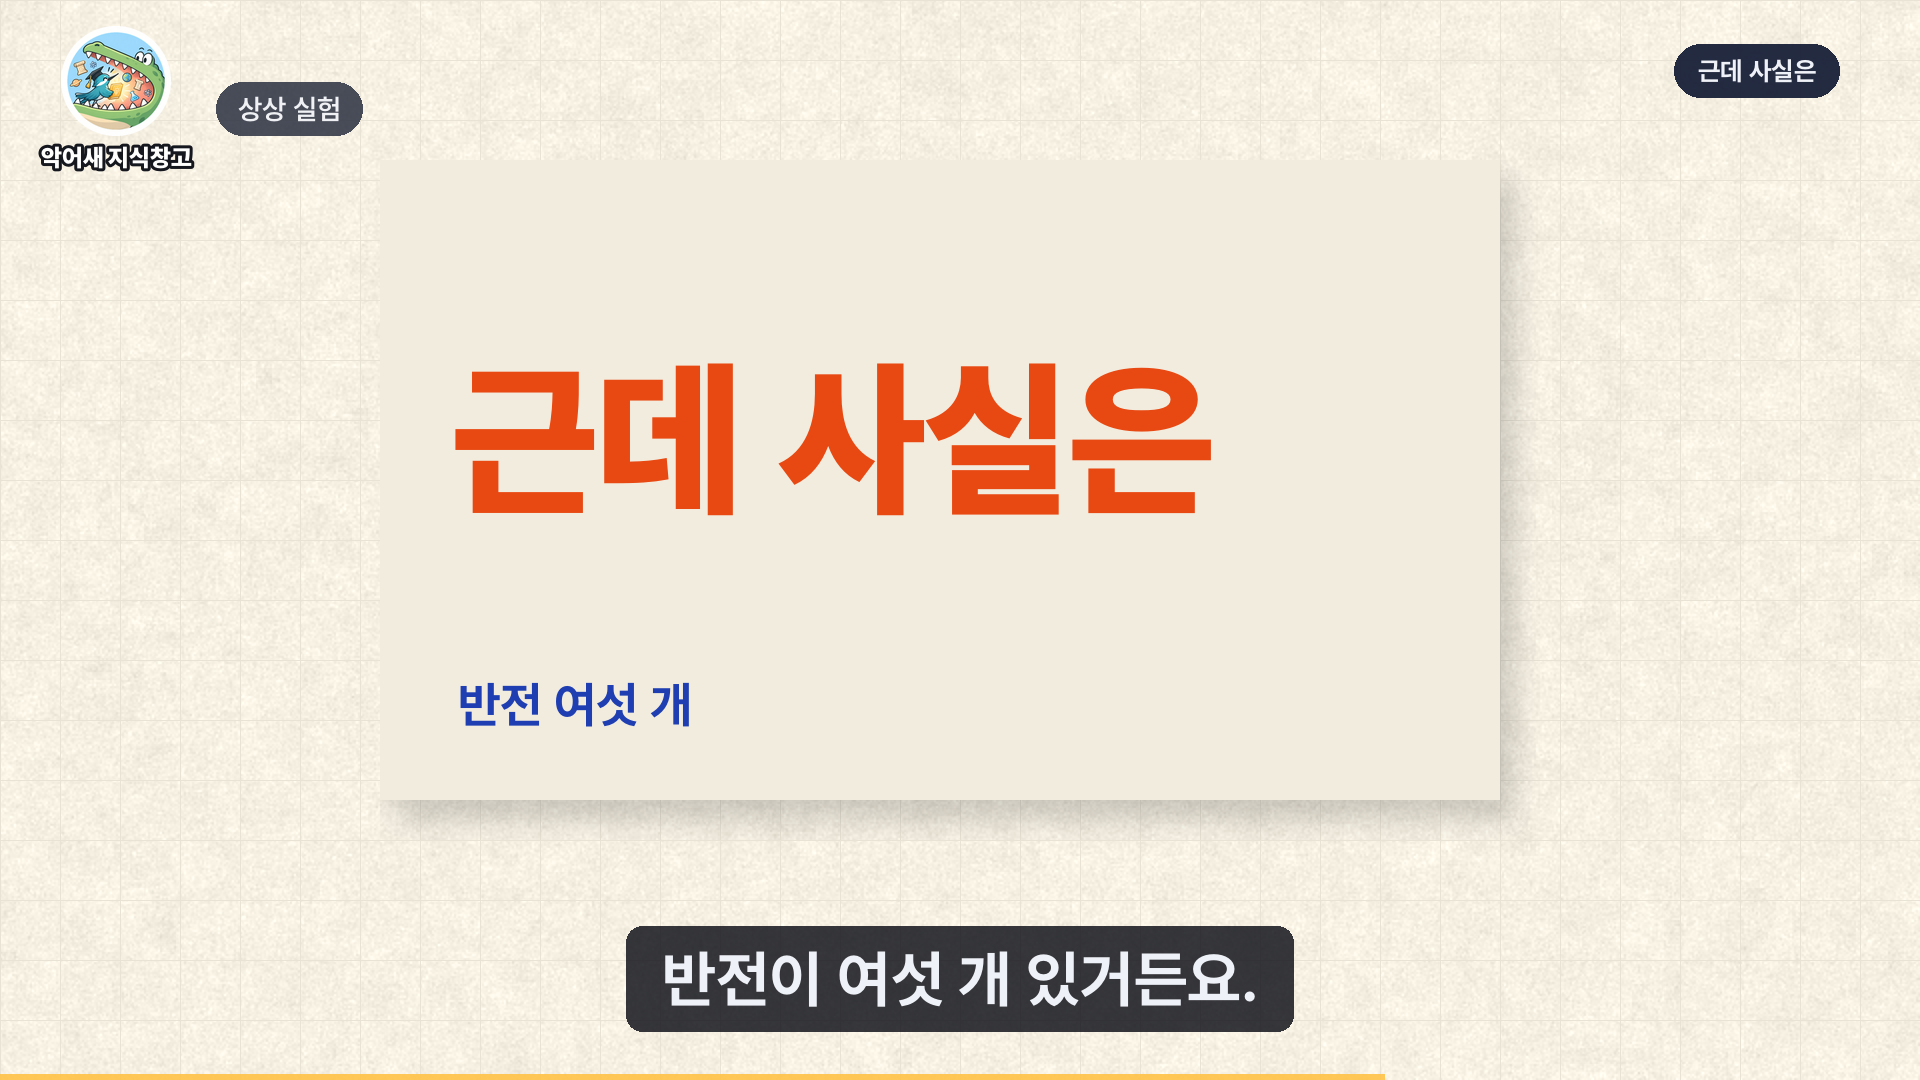 악어새 지식창고
상상 실험
근데 사실은
근데 사실은
반전 여섯 개
반전이 여섯 개 있거든요.